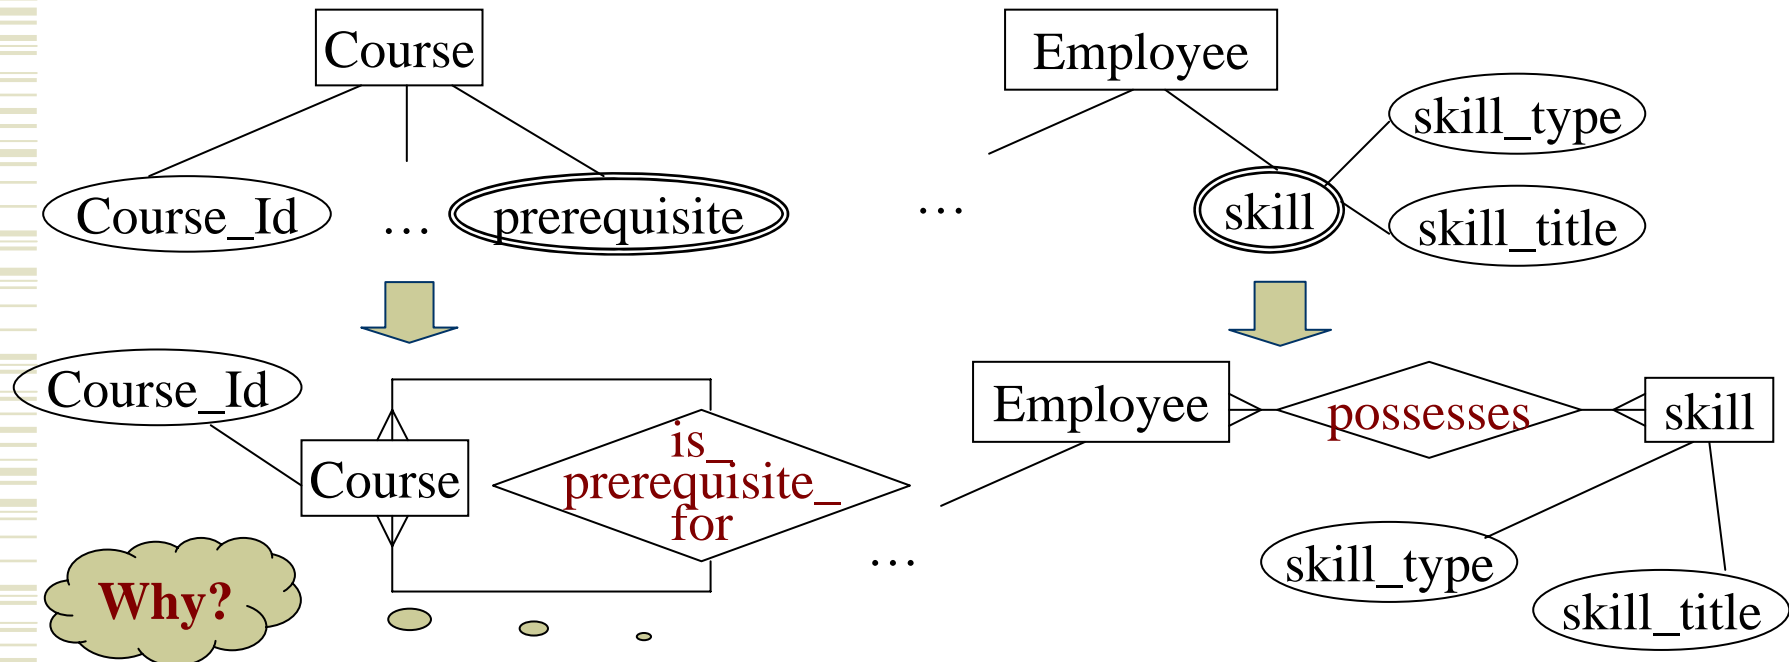 Course
Employee
skill_type
Course_Id
…
prerequisite
…
skill
skill_title
Course_Id
Employee
possesses
skill
Course
is_
prerequisite_
for
…
skill_type
Why?
skill_title